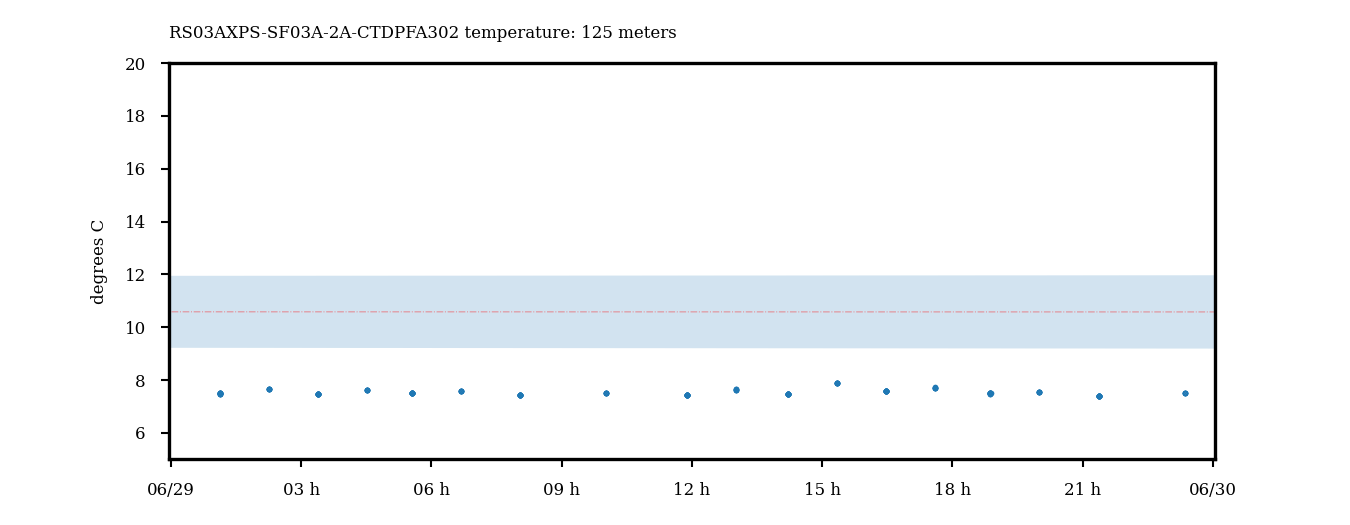 RS03AXPS-SF03A-2A-CTDPFA302 temperature: 125 meters
degrees C
20
18
16
14
12
10
8
6
06/29
03 h
06 h
09 h
12 h
15 h
18 h
21 h
06/30